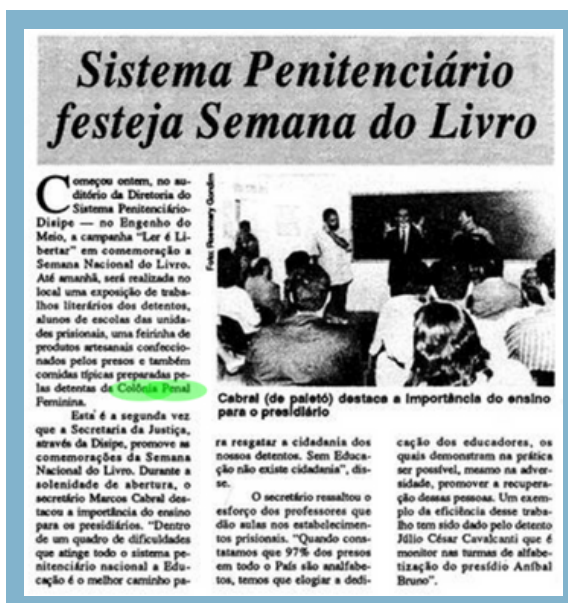 Sistema Penitenciário
festeja Semana do Livro
Começou ontem, no au-
ditório da Diretoria do
Sistema Penitenciário-
Disipe — no Engenho do
Meio, a campanha "Ler é Li-
bertar" em comemoração a
Semana Nacional do Livro.
Até amanhã, será realizada no
local uma exposição de traba-
lhos literários dos detentos,
alunos de escolas das unida-
des prisionais, uma feirinha de
produtos artesanais confeccio-
nados pelos presos e também
comidas típicas preparadas pe-
las detentas da Colônia Penal
Feminina.
Esta é a segunda vez
que a Secretaria da Justiça,
através da Disipe, promove as
comemorações da Semana
Nacional do Livro. Durante a
solenidade de abertura, o
secretário Marcos Cabral des-
tacou a importância do ensino
para os presidiários. "Dentro
de um quadro de dificuldades
que atinge todo o sistema pe-
nitenciário nacional a Edu-
cação é o melhor caminho pa-
Foto: Rosemary
Cabral (de paletó) destaca a importância do ensino
para o presidiário
ra resgatar a cidadania dos
nossos detentos. Sem Educa-
ção não existe cidadania", dis-
se.
O secretário ressaltou o
esforço dos professores que
dão aulas nos estabelecimen-
tos prisionais. "Quando cons-
tatamos que 97% dos presos
em todo o País são analfabe-
tos, temos que elogiar a dedi-
cação dos educadores, os
quais demonstram na prática
ser possível, mesmo na adver-
sidade, promover a recupera-
ção dessas pessoas. Um exem-
plo da eficiência desse traba-
lho tem sido dado pelo detento
Júlio César Cavalcanti que é
monitor nas turmas de alfabe-
tização do presídio Aníbal
Bruno".